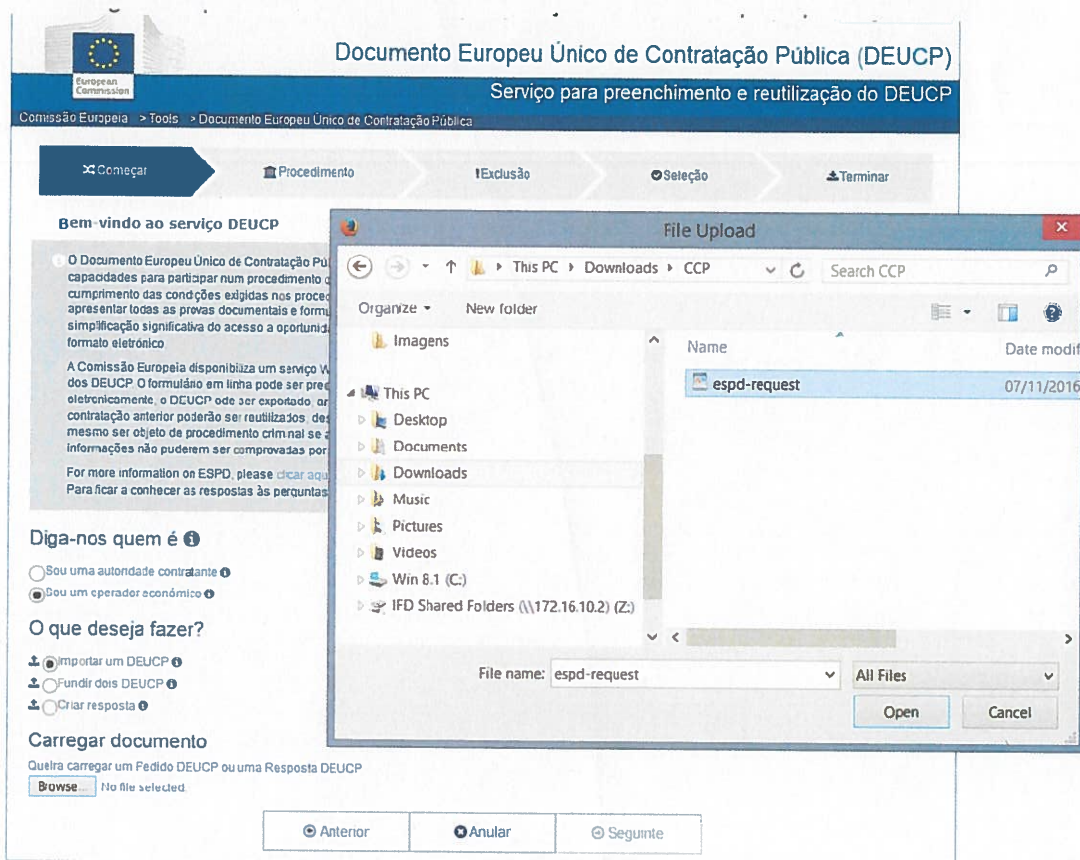 Documento Europeu Único de Contratação Pública (DEUCP)
European
Commission
Serviço para preenchimento e reutilização do DEUCP
Comissão Europeia > Tools > Documento Europeu Único de Contratação Pública
Começar
Procedimento
Exclusão
Seleção
Terminar
Bem-vindo ao serviço DEUCP
O Documento Europeu Único de Contratação Pú
capacidades para participar num procedimento
cumprimento das condições exigidas nos proce
apresentar todas as provas documentais e formu
simplificação significativa do acesso a oportunid
formato eletrónico
A Comissão Europeia disponibiliza um serviço W
dos DEUCP O formulário em linha pode ser pree
eletronicamente, o DEUCP ode ser exportado, ar
contratação anterior poderão ser reutilizados, des
mesmo ser objeto de procedimento criminal se a
informações não puderem ser comprovadas por
For more information on ESPD, please clicar aqu
Para ficar a conhecer as respostas às perguntas
Diga-nos quem é
Sou uma autoridade contratante
Sou um operador económico
O que deseja fazer?
Importar um DEUCP
Fundir dois DEUCP
Criar resposta
Carregar documento
Queira carregar um Pedido DEUCP ou uma Resposta DEUCP
Browse... No file selected.
Anterior
Anular
Seguinte
File Upload
This PC
Downloads
CCP
Search CCP
Organize
New folder
Imagens
This PC
Desktop
Documents
Downloads
Music
Pictures
Videos
Win 8.1 (C:)
IFD Shared Folders (\\172.16.10.2) (Z:)
Name
Date modif
espd-request
07/11/2016
File name: espd-request
All Files
Open
Cancel